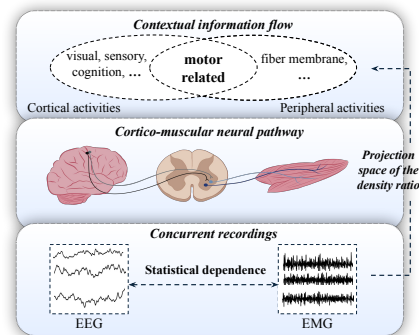 Contextual information flow
visual, sensory,
cognition, ...
motor
related
fiber membrane,
...
Cortical activities
Peripheral activities
Cortico-muscular neural pathway
Projection
space of the
density ratio
Concurrent recordings
Statistical dependence
EEG
EMG